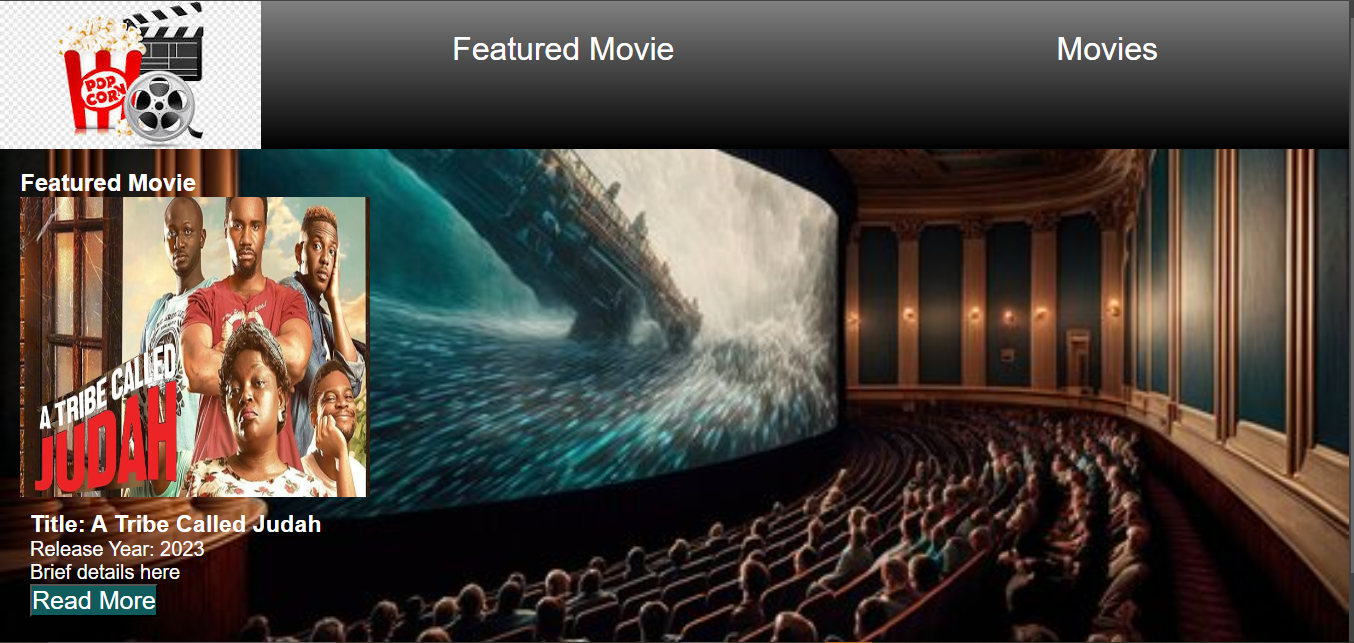 POP
CORN
Featured Movie
Movies
Featured Movie
A TRIBE CALLED
JUDAH
Title: A Tribe Called Judah
Release Year: 2023
Brief details here
Read More